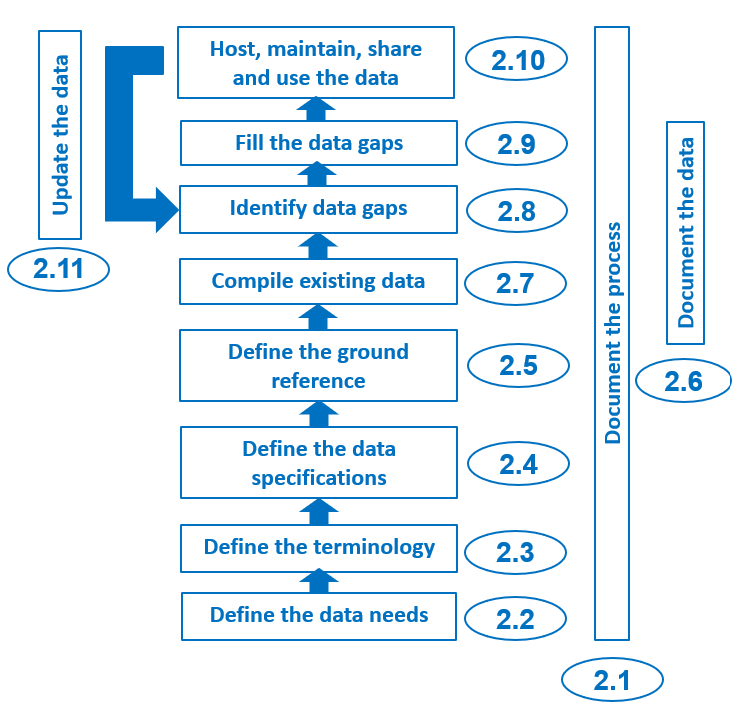 Host, maintain, share
and use the data
2.10
Fill the data gaps
2.9
Identify data gaps
2.8
Compile existing data
2.7
Define the ground
reference
2.5
Define the data
specifications
2.4
Define the terminology
2.3
Define the data needs
2.2
Update the data
2.11
Document the process
2.1
Document the data
2.6